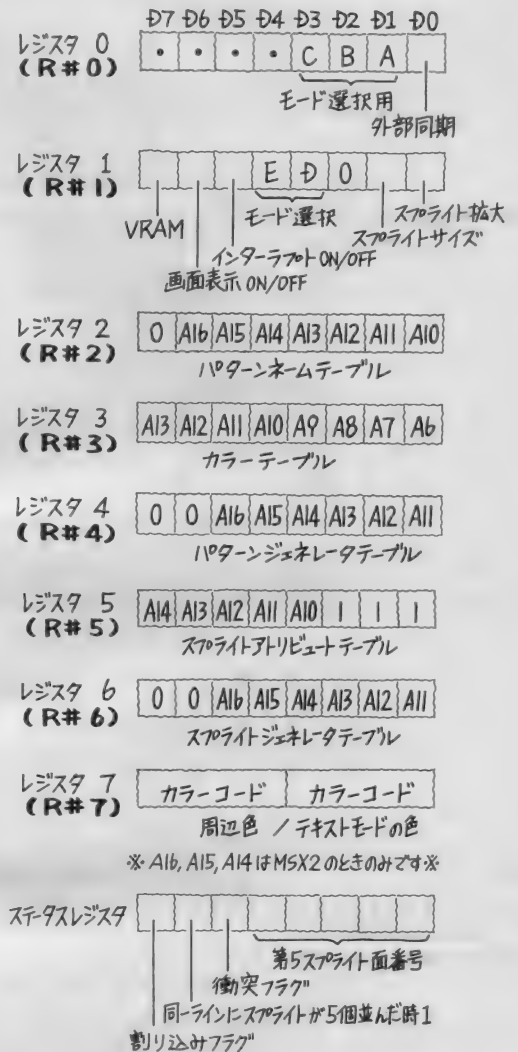 D7 D6 D5 D4 D3 D2 D1 D0
レジスタ 0
(R#0)
・ ・ ・ ・ C B A
モード選択用
外部同期
レジスタ 1
(R#1)
E D 0
モード選択
スプライト拡大
VRAM
スプライトサイズ
インターラプトON/OFF
画面表示 ON/OFF
レジスタ 2
(R#2)
0 A16 A15 A14 A13 A12 A11 A10
パターンネームテーブル
レジスタ 3
(R#3)
A13 A12 A11 A10 A9 A8 A7 A6
カラーテーブル
レジスタ 4
(R#4)
0 0 A16 A15 A14 A13 A12 A11
パターンジェネレータテーブル
レジスタ 5
(R#5)
A14 A13 A12 A11 A10 1 1 1
スプライトアトリビュートテーブル
レジスタ 6
(R#6)
0 0 A16 A15 A14 A13 A12 A11
スプライトジェネレータテーブル
レジスタ 7
(R#7)
カラーコード カラーコード
周辺色 / テキストモードの色
※ A16, A15, A14 はMSX2のときのみです※
ステータスレジスタ
第5スプライト面番号
衝突フラグ
同一ラインにスプライトが5個並んだ時1
割り込みフラグ